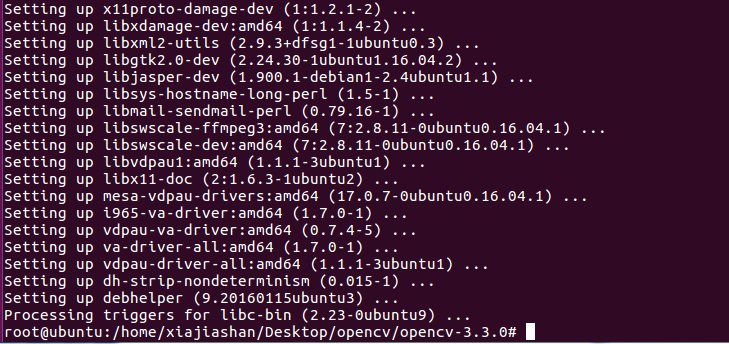 Setting up x11proto-damage-dev (1:1.2.1-2) ...
Setting up libxdamage-dev:amd64 (1:1.1.4-2) ...
Setting up libxml2-utils (2.9.3+dfsg1-1ubuntu0.3) ...
Setting up libgtk2.0-dev (2.24.30-1ubuntu1.16.04.2) ...
Setting up libjasper-dev (1.900.1-debian1-2.4ubuntu1.1) ...
Setting up libsys-hostname-long-perl (1.5-1) ...
Setting up libmail-sendmail-perl (0.79.16-1) ...
Setting up libswscale-ffmpeg3:amd64 (7:2.8.11-0ubuntu0.16.04.1) ...
Setting up libswscale-dev:amd64 (7:2.8.11-0ubuntu0.16.04.1) ...
Setting up libvdpau1:amd64 (1.1.1-3ubuntu1) ...
Setting up libx11-doc (2:1.6.3-1ubuntu2) ...
Setting up mesa-vdpau-drivers:amd64 (17.0.7-0ubuntu0.16.04.1) ...
Setting up i965-va-driver:amd64 (1.7.0-1) ...
Setting up vdpau-va-driver:amd64 (0.7.4-5) ...
Setting up va-driver-all:amd64 (1.7.0-1) ...
Setting up vdpau-driver-all:amd64 (1.1.1-3ubuntu1) ...
Setting up dh-strip-nondeterminism (0.015-1) ...
Setting up debhelper (9.20160115ubuntu3) ...
Processing triggers for libc-bin (2.23-0ubuntu9) ...
root@ubuntu:/home/xiajiashan/Desktop/opencv/opencv-3.3.0#